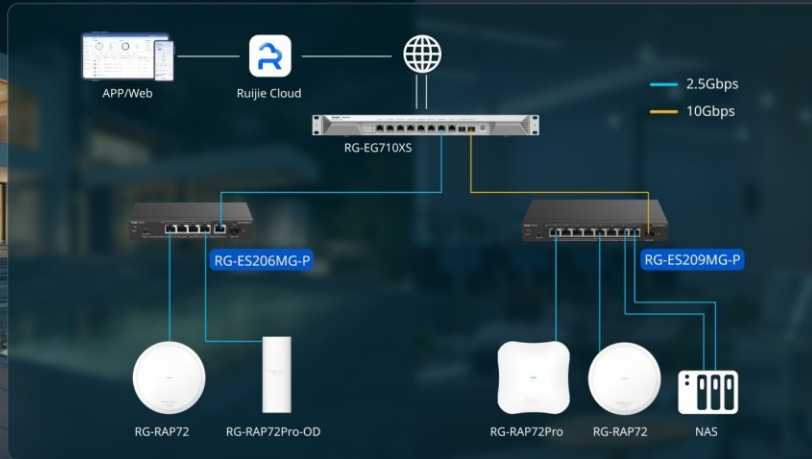 2.5Gbps
10Gbps
APP/Web
Ruijie Cloud
RG-EG710XS
RG-ES206MG-P
RG-ES209MG-P
RG-RAP72
RG-RAP72Pro-OD
RG-RAP72Pro
RG-RAP72
NAS